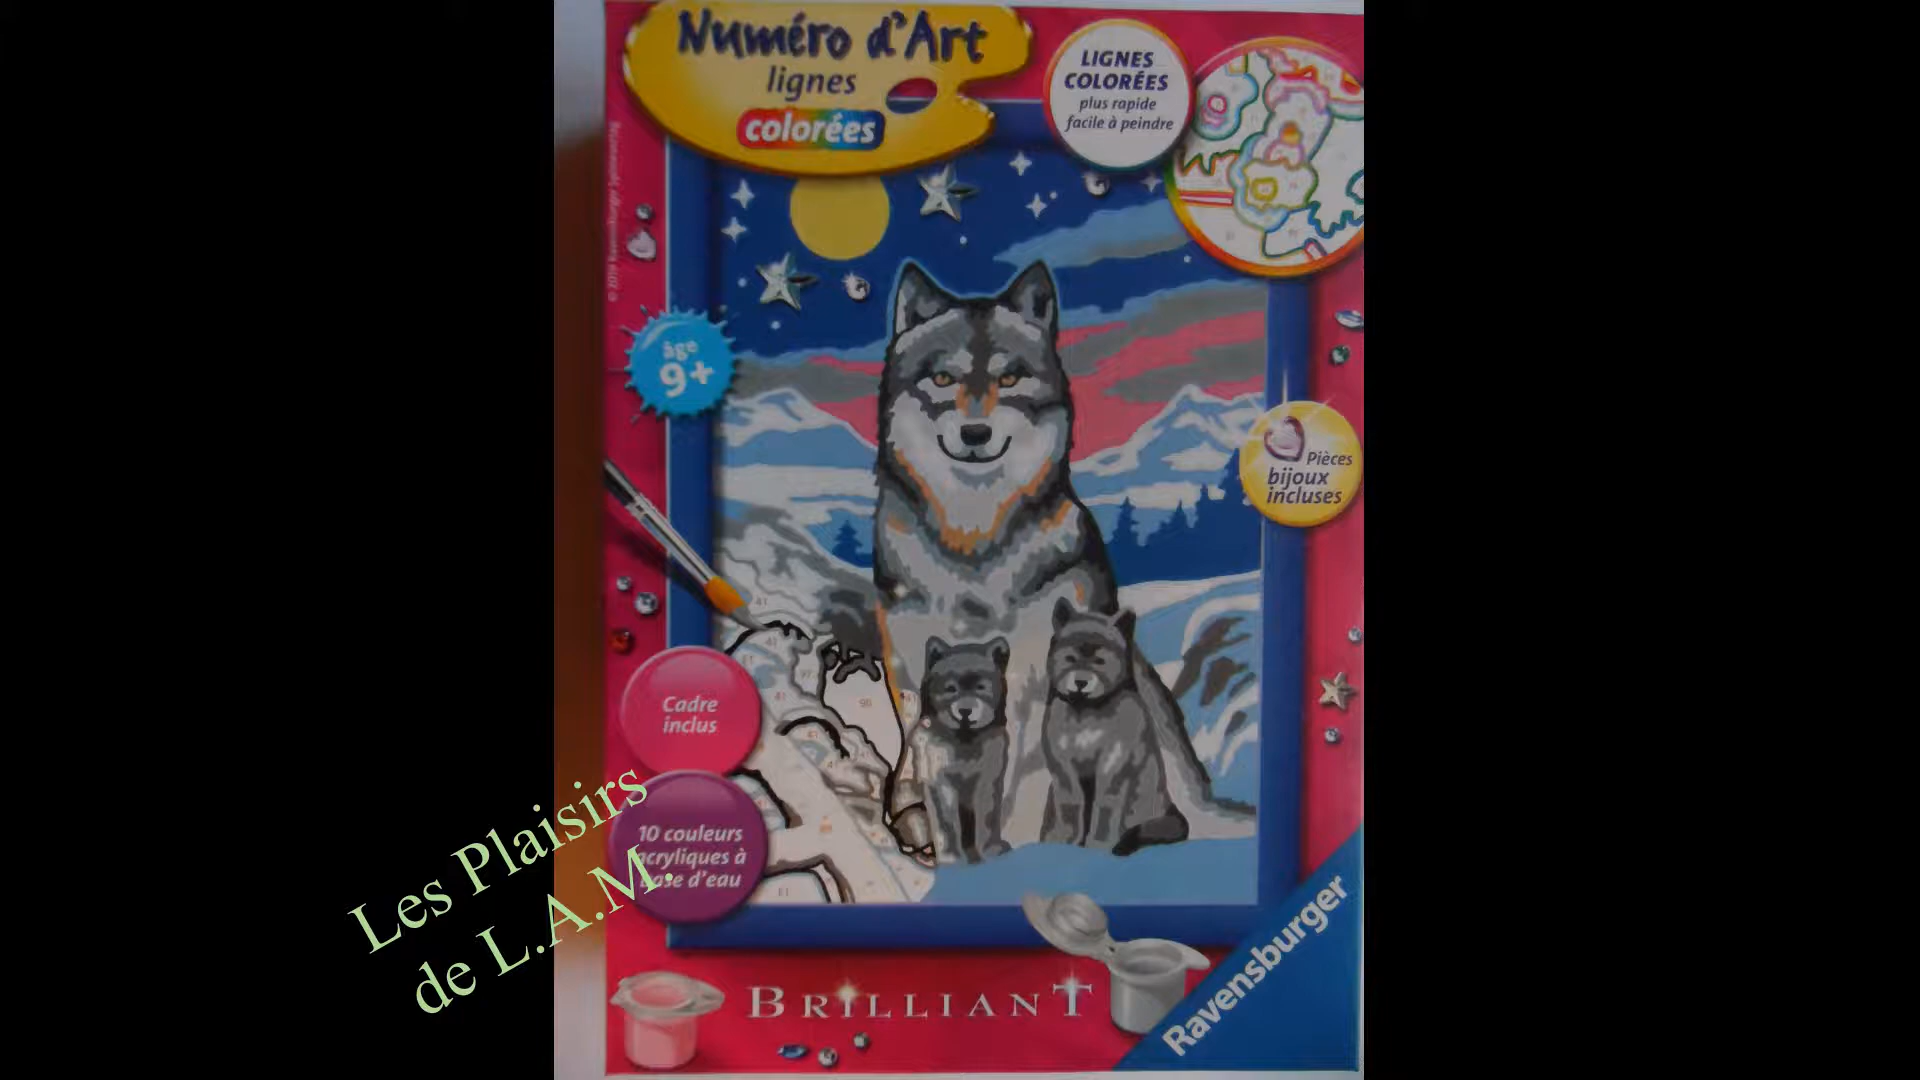 Numéro d'Art
lignes
colorées
LIGNES
COLORÉES
plus rapide
facile à peindre
âge
9+
Pièces
bijoux
incluses
Cadre
inclus
10 couleurs
acryliques à
base d'eau
Les Plaisirs
de L.A.M.
BRILLIANT
Ravensburger